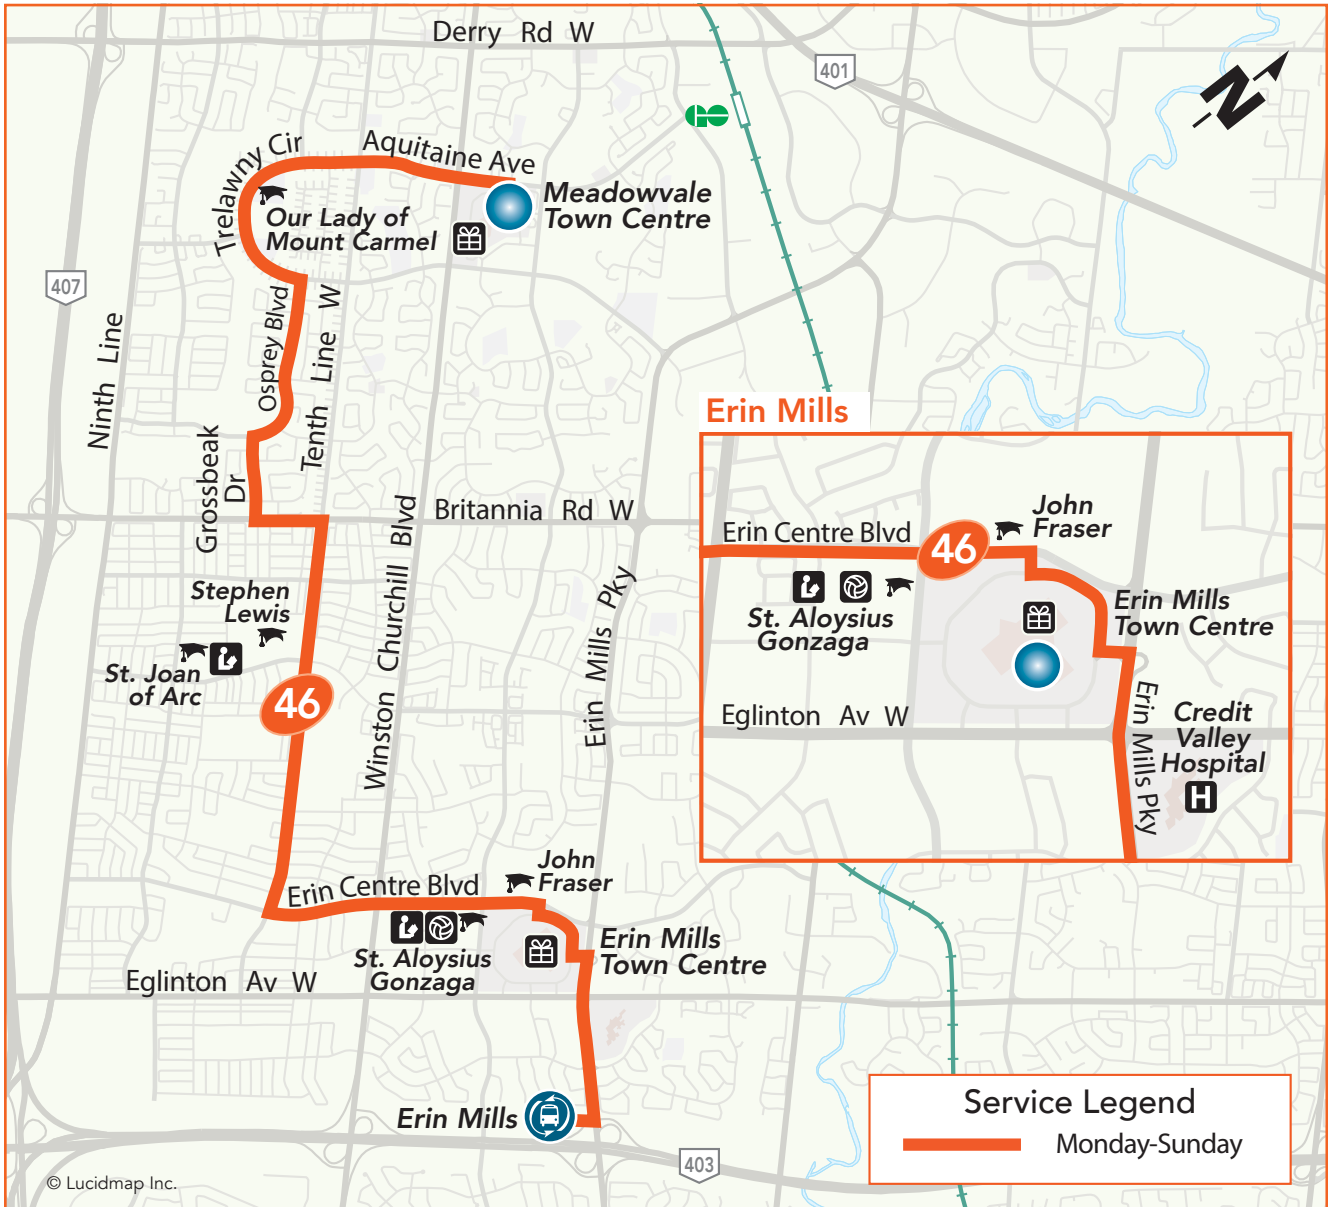 Derry Rd W
401
N
Trelawny Cir
Aquitaine Ave
Meadowvale
Town Centre
Our Lady of
Mount Carmel
407
Ninth Line
Osprey Blvd
Tenth Line W
Grossbeak
Dr
Winston Churchill Blvd
Britannia Rd W
Erin Mills Pky
Stephen
Lewis
St. Joan
of Arc
46
Erin Centre Blvd
John
Fraser
St. Aloysius
Gonzaga
Erin Mills
Town Centre
Eglinton Av W
Erin Mills
403
© Lucidmap Inc.
Erin Mills
Erin Centre Blvd
46
John
Fraser
St. Aloysius
Gonzaga
Erin Mills
Town Centre
Eglinton Av W
Erin Mills Pky
Credit
Valley
Hospital
H
Service Legend
Monday-Sunday